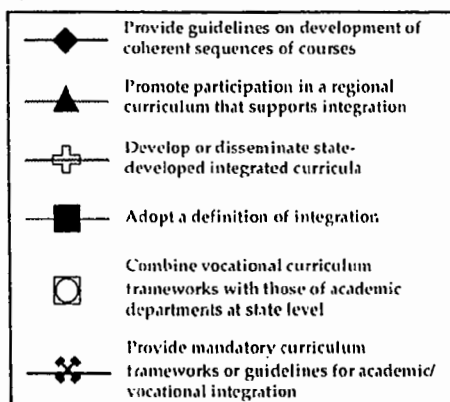 Provide guidelines on development of
coherent sequences of courses
Promote participation in a regional
curriculum that supports integration
Develop or disseminate state-
developed integrated curricula
Adopt a definition of integration
Combine vocational curriculum
frameworks with those of academic
departments at state level
Provide mandatory curriculum
frameworks or guidelines for academic/
vocational integration